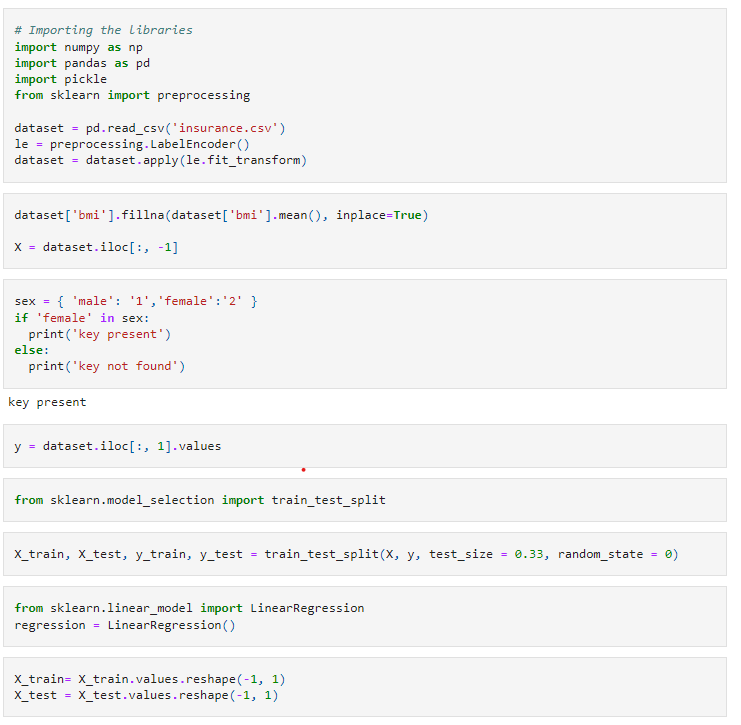 # Importing the Libraries
import numpy as np
import pandas as pd
import pickle
from sklearn import preprocessing
dataset = pd.read_csv('insurance.csv')
le = preprocessing.LabelEncoder()
dataset = dataset.apply(le.fit_transform)
dataset['bmi'].fillna(dataset['bmi'].mean(), inplace=True)
X = dataset.iloc[:, -1]
sex = { 'male': '1','female':'2' }
if 'female' in sex:
  print('key present')
else:
  print('key not found')
key present
y = dataset.iloc[:, 1].values
from sklearn.model_selection import train_test_split
X_train, X_test, y_train, y_test = train_test_split(X, y, test_size = 0.33, random_state = 0)
from sklearn.linear_model import LinearRegression
regression = LinearRegression()
X_train= X_train.values.reshape(-1, 1)
X_test = X_test.values.reshape(-1, 1)